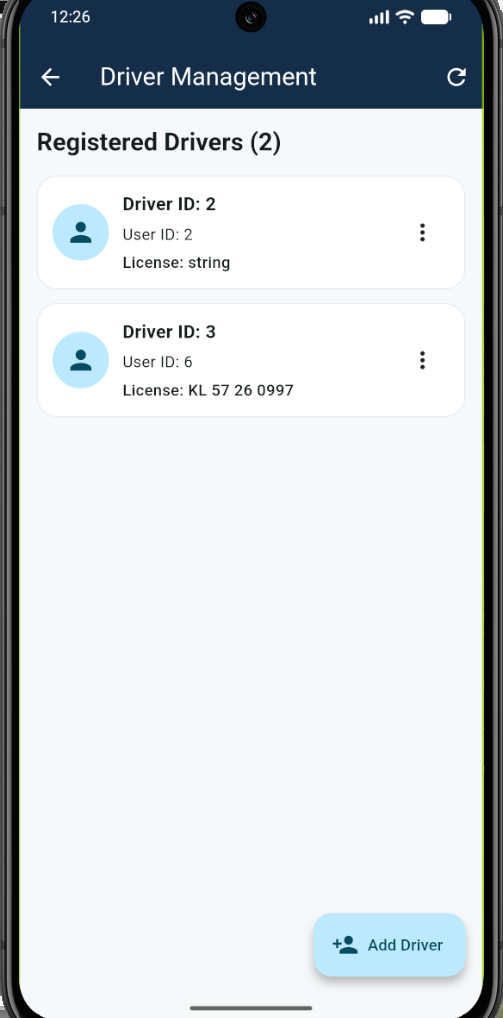 12:26
Driver Management
Registered Drivers (2)
Driver ID: 2
User ID: 2
License: string
Driver ID: 3
User ID: 6
License: KL 57 26 0997
Add Driver